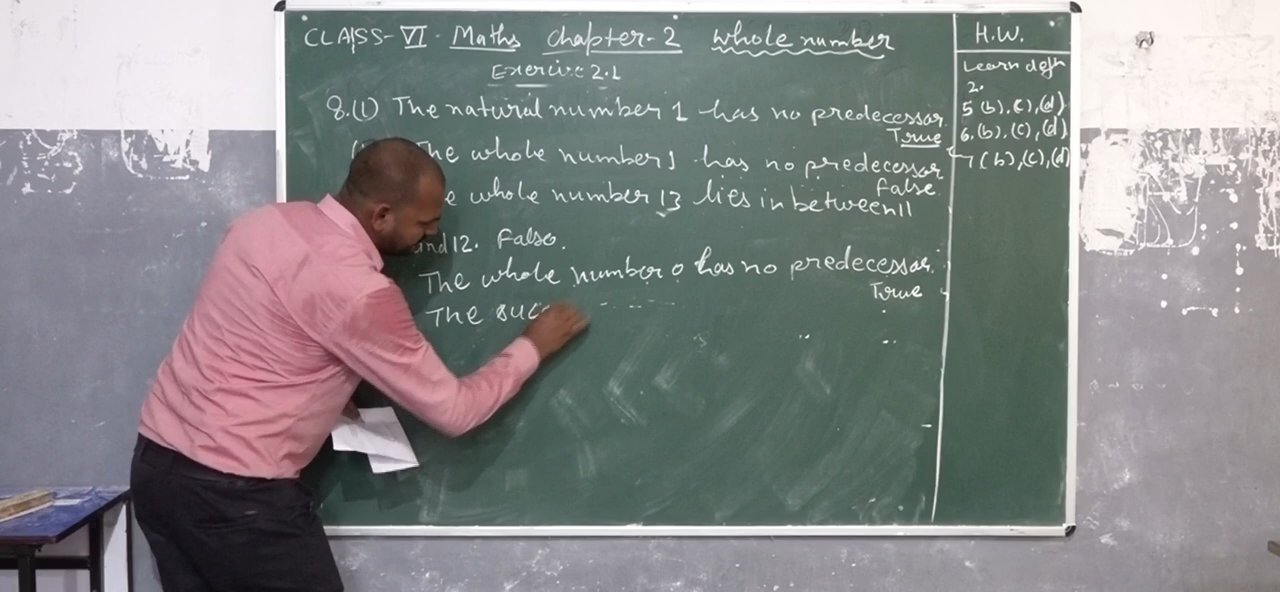 CLASS-VI. Maths chapter-2 whole number
Exercise 2.1
8.(1) The natural number 1 has no predecessor
True
The whole number 1 has no predecessor
False
whole number 13 lies in between 11
and 12. False.
The whole number 0 has no predecessor.
True
The succ
H.W.
Learn defn
2.
5 (b), (c), (d)
6. (b), (c), (d)
7 (b), (c), (d)